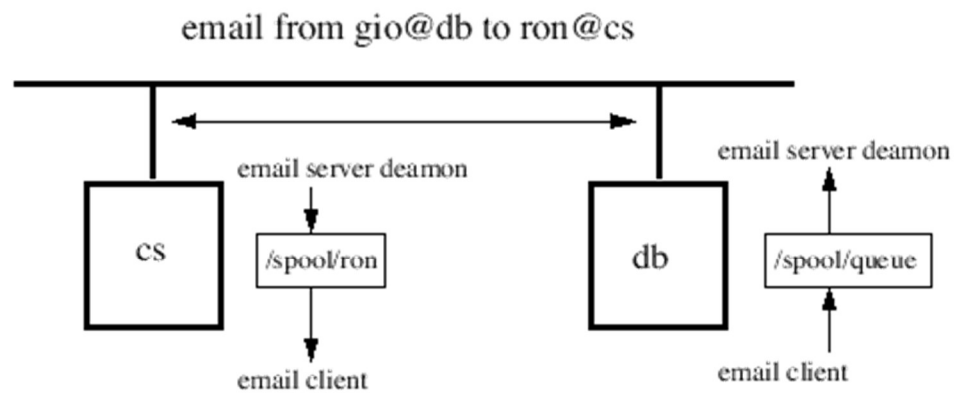 email from gio@db to ron@cs
email server deamon
email server deamon
cs
/spool/ron
db
/spool/queue
email client
email client